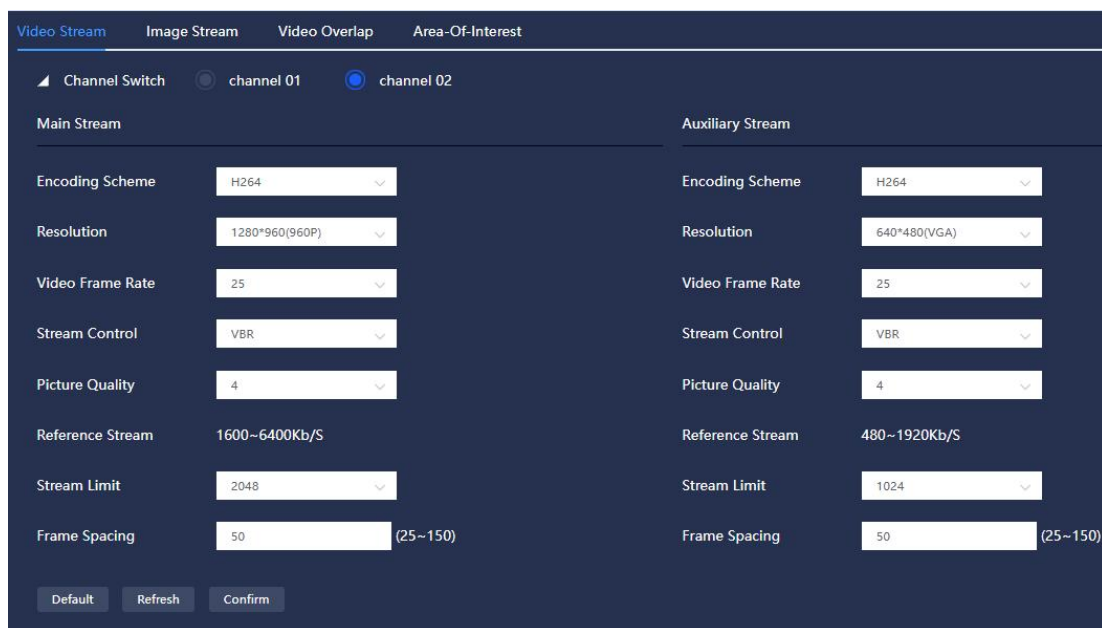 Video Stream Image Stream Video Overlap Area-Of-Interest
Channel Switch channel 01 channel 02
Main Stream Auxiliary Stream
Encoding Scheme H264 Encoding Scheme H264
Resolution 1280*960(960P) Resolution 640*480(VGA)
Video Frame Rate 25 Video Frame Rate 25
Stream Control VBR Stream Control VBR
Picture Quality 4 Picture Quality 4
Reference Stream 1600~6400Kb/S Reference Stream 480~1920Kb/S
Stream Limit 2048 Stream Limit 1024
Frame Spacing 50 (25~150) Frame Spacing 50 (25~150)
Default Refresh Confirm